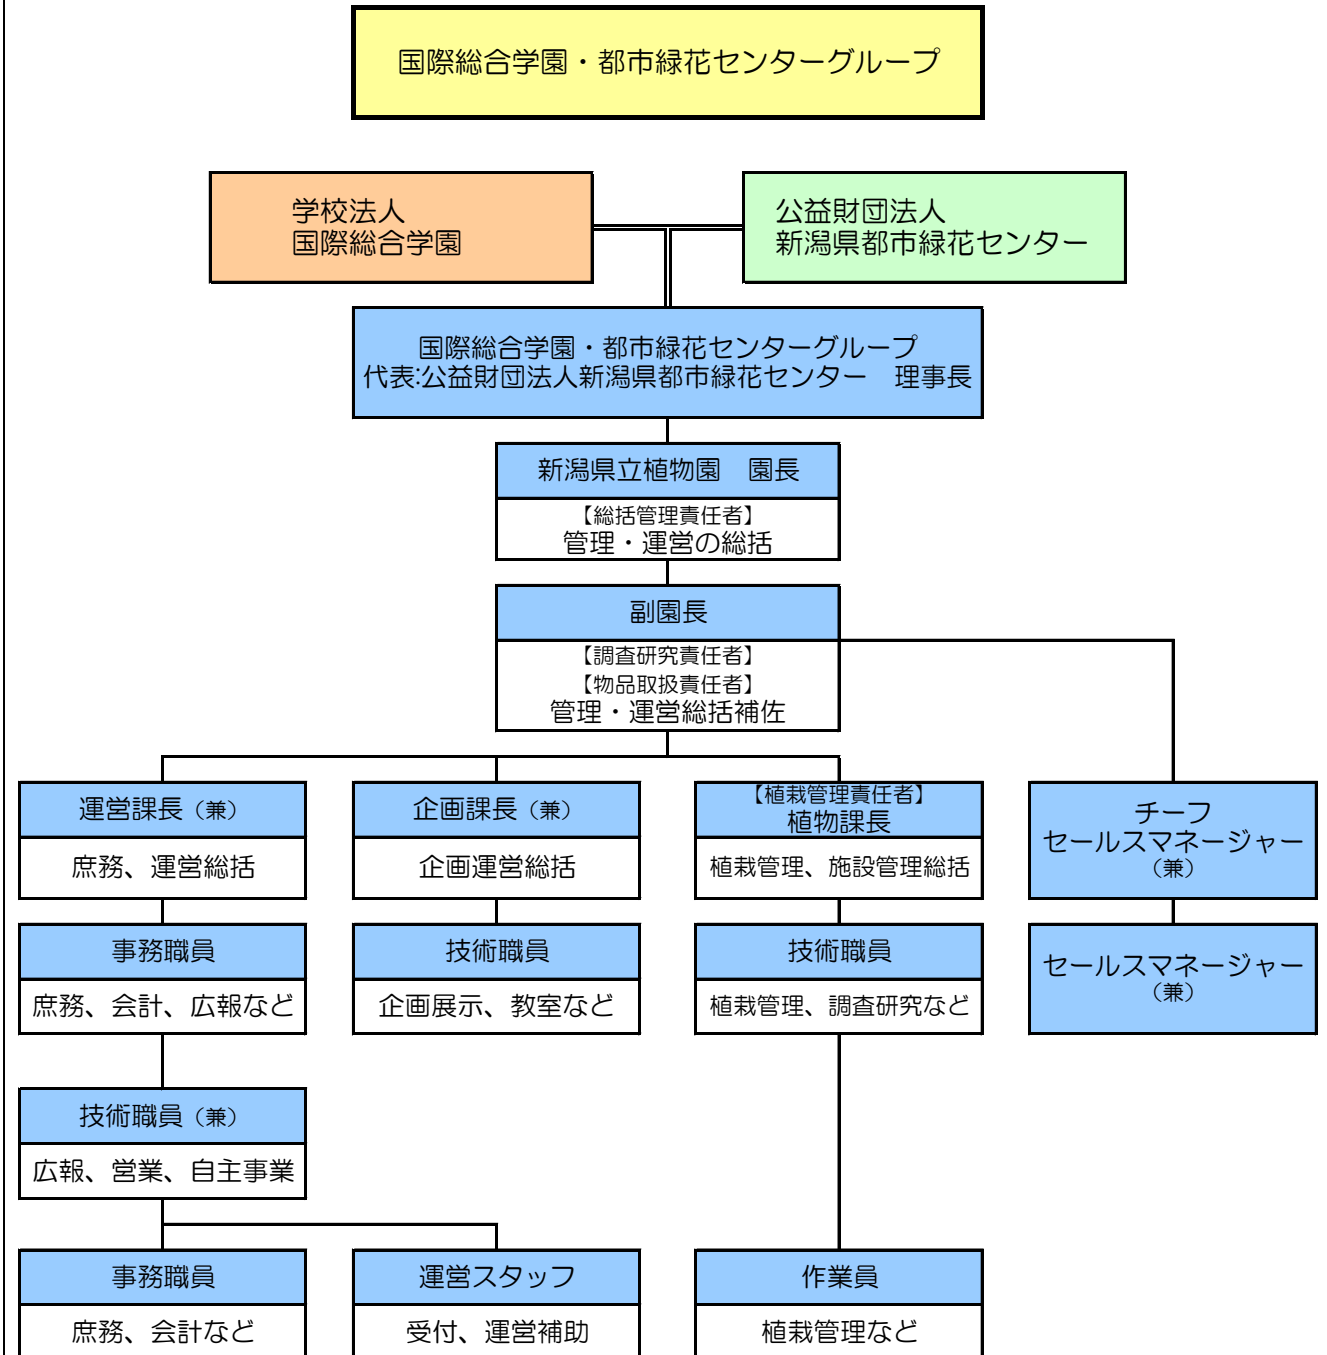 国際総合学園・都市緑花センターグループ
学校法人
国際総合学園
公益財団法人
新潟県都市緑花センター
国際総合学園・都市緑花センターグループ
代表:公益財団法人新潟県都市緑花センター　理事長
新潟県立植物園　園長
【総括管理責任者】
管理・運営の総括
副園長
【調査研究責任者】
【物品取扱責任者】
管理・運営総括補佐
運営課長（兼）
庶務、運営総括
企画課長（兼）
企画運営総括
【植栽管理責任者】
植物課長
植栽管理、施設管理総括
チーフ
セールスマネージャー
（兼）
事務職員
庶務、会計、広報など
技術職員
企画展示、教室など
技術職員
植栽管理、調査研究など
セールスマネージャー
（兼）
技術職員（兼）
広報、営業、自主事業
事務職員
庶務、会計など
運営スタッフ
受付、運営補助
作業員
植栽管理など